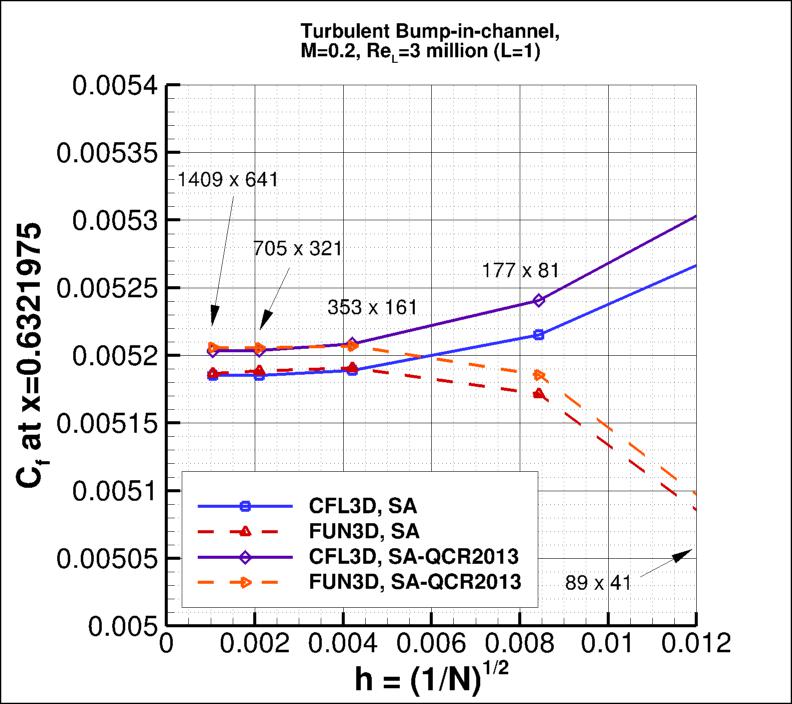 Turbulent Bump-in-channel,
M=0.2, Re_L=3 million (L=1)
0.0054
0.00535
0.0053
0.00525
0.0052
0.00515
0.0051
0.00505
0.005
C_f at x=0.6321975
1409 x 641
705 x 321
353 x 161
177 x 81
89 x 41
CFL3D, SA
FUN3D, SA
CFL3D, SA-QCR2013
FUN3D, SA-QCR2013
0 0.002 0.004 0.006 0.008 0.01 0.012
h = (1/N)^1/2